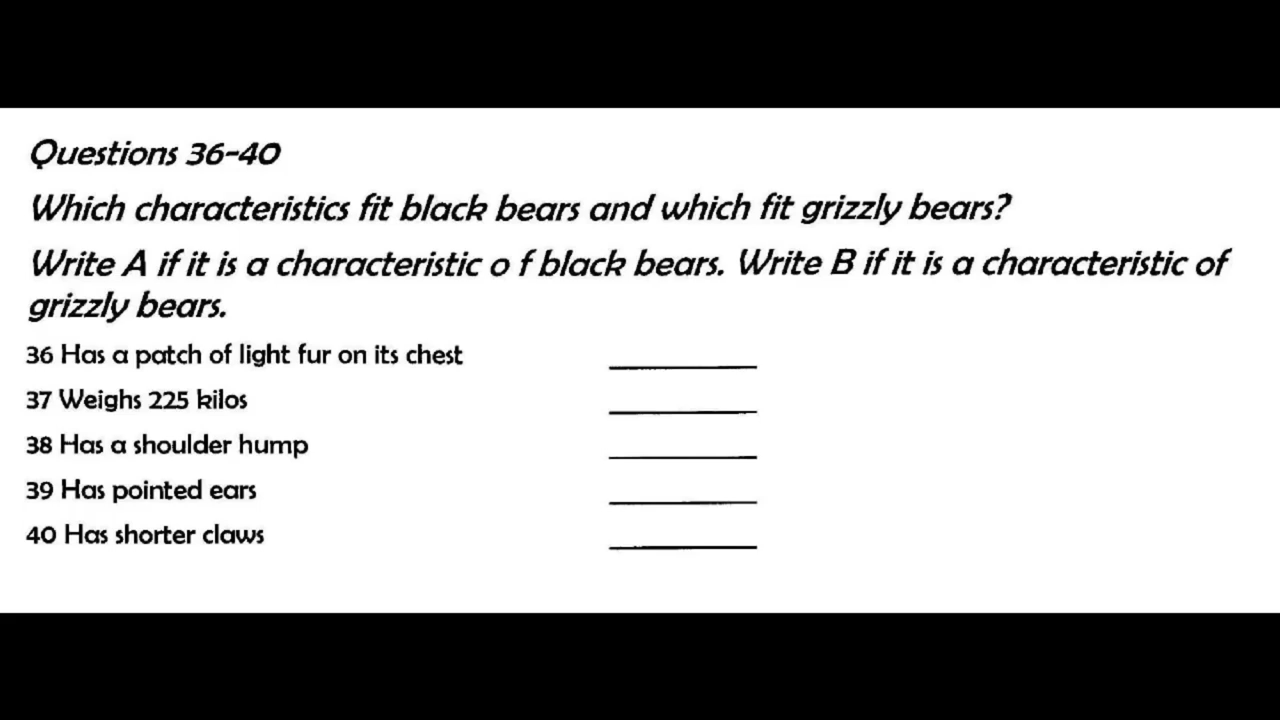 Questions 36-40
Which characteristics fit black bears and which fit grizzly bears?
Write A if it is a characteristic o f black bears. Write B if it is a characteristic of
grizzly bears.
36 Has a patch of light fur on its chest
37 Weighs 225 kilos
38 Has a shoulder hump
39 Has pointed ears
40 Has shorter claws